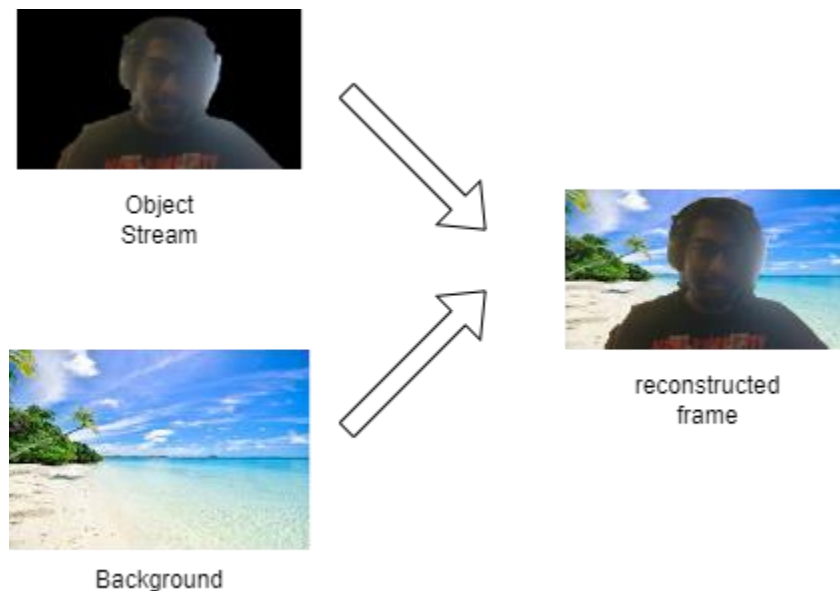 Object
Stream
reconstructed
frame
Background